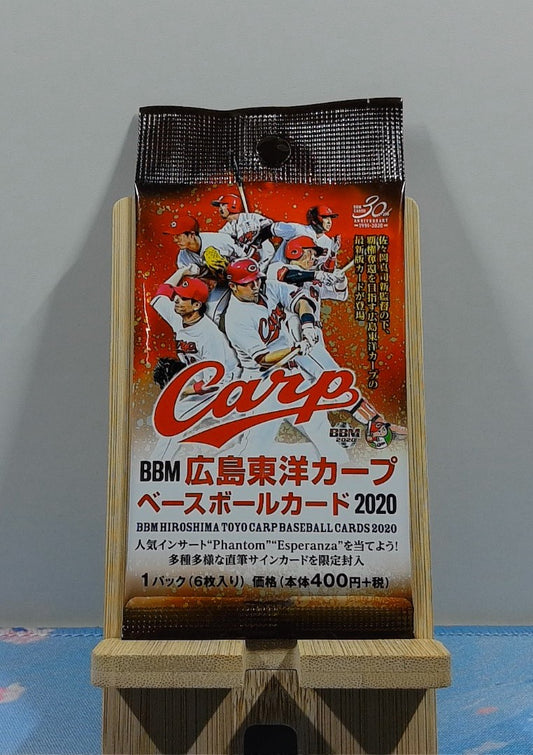 BBM CARDS 30th
ANNIVERSARY
1991-2020
佐々岡真司新監督の下、
覇権奪還を目指す広島東洋カープの
最新版カードが登場。
Carp
BBM
2020
BBM 広島東洋カープ
ベースボールカード 2020
BBM HIROSHIMA TOYO CARP BASEBALL CARDS 2020
人気インサート“Phantom”“Esperanza”を当てよう!
多種多様な直筆サインカードを限定封入
1パック(6枚入り) 価格(本体400円+税)